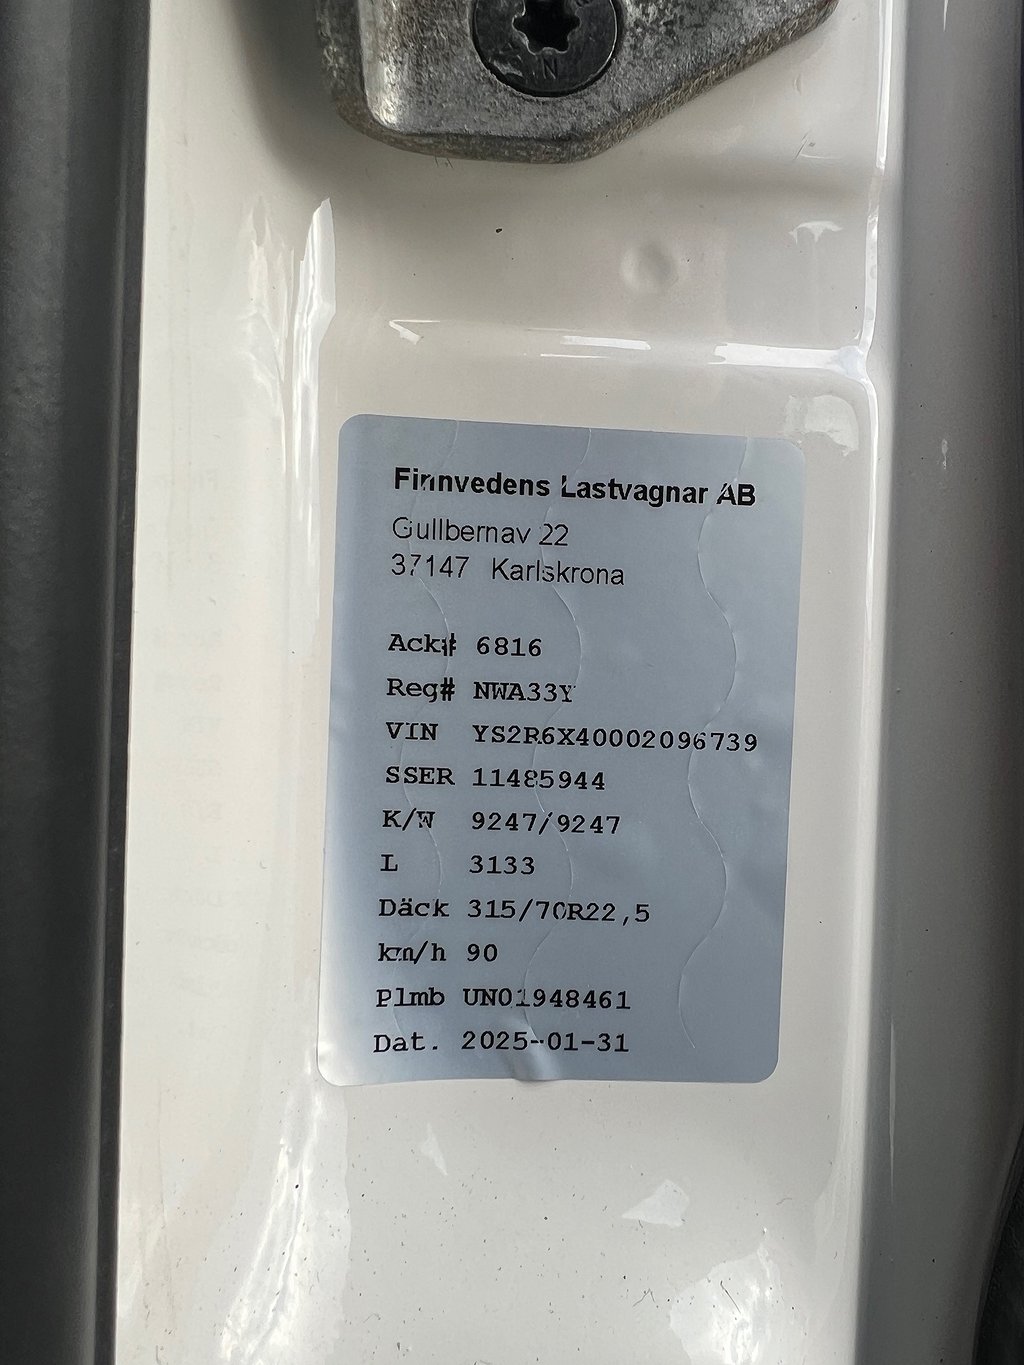 N
Finnvedens Lastvagnar AB
Gullbernav 22
37147 Karlskrona
Ack# 6816
Reg# NWA33Y
VIN YS2R6X40002096739
SSER 11485944
K/W 9247/9247
L 3133
Däck 315/70R22,5
km/h 90
Plmb UN01948461
Dat. 2025-01-31